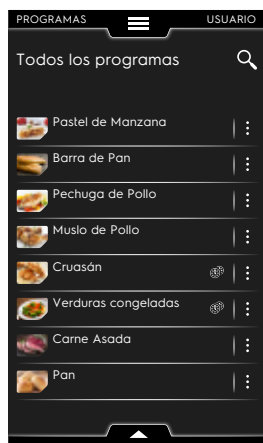 PROGRAMAS USUARIO
Todos los programas
Pastel de Manzana
Barra de Pan
Pechuga de Pollo
Muslo de Pollo
Cruasán
Verduras congeladas
Carne Asada
Pan